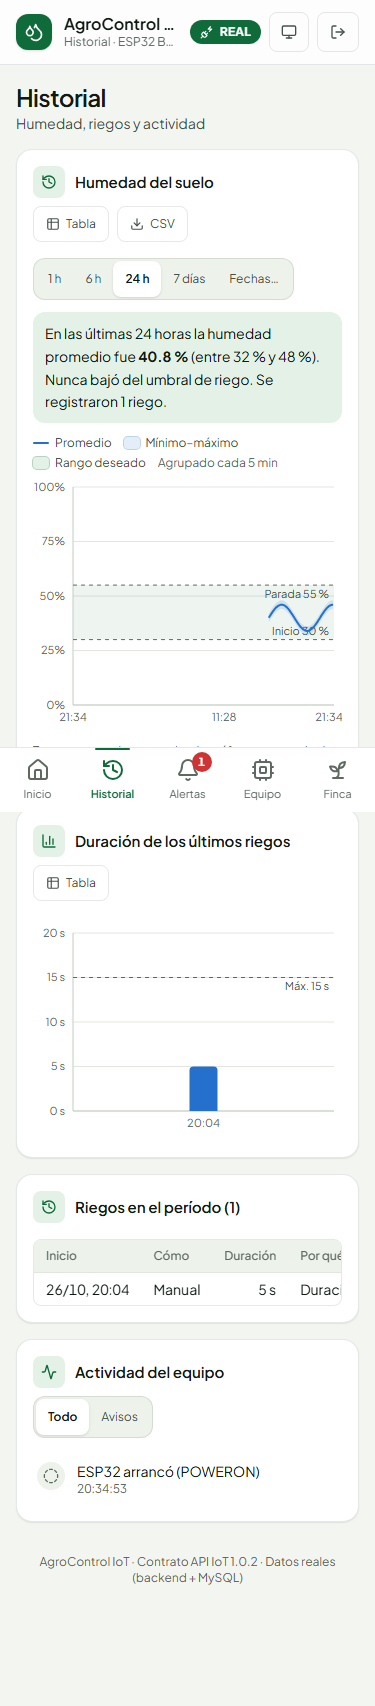 AgroControl ...
Historial · ESP32 B...
REAL
Historial
Humedad, riegos y actividad
Humedad del suelo
Tabla
CSV
1 h
6 h
24 h
7 días
Fechas...
En las últimas 24 horas la humedad
promedio fue 40.8 % (entre 32 % y 48 %).
Nunca bajó del umbral de riego. Se
registraron 1 riego.
Promedio
Mínimo–máximo
Rango deseado
Agrupado cada 5 min
100%
75%
50%
25%
0%
Parada 55 %
Inicio 30 %
21:34
11:28
21:34
Inicio
Historial
Alertas
1
Equipo
Finca
Duración de los últimos riegos
Tabla
20 s
15 s
10 s
5 s
0 s
Máx. 15 s
20:04
Riegos en el período (1)
Inicio Cómo Duración Por qué
26/10, 20:04 Manual 5 s Duraci
Actividad del equipo
Todo
Avisos
ESP32 arrancó (POWERON)
20:34:53
AgroControl IoT · Contrato API IoT 1.0.2 · Datos reales
(backend + MySQL)